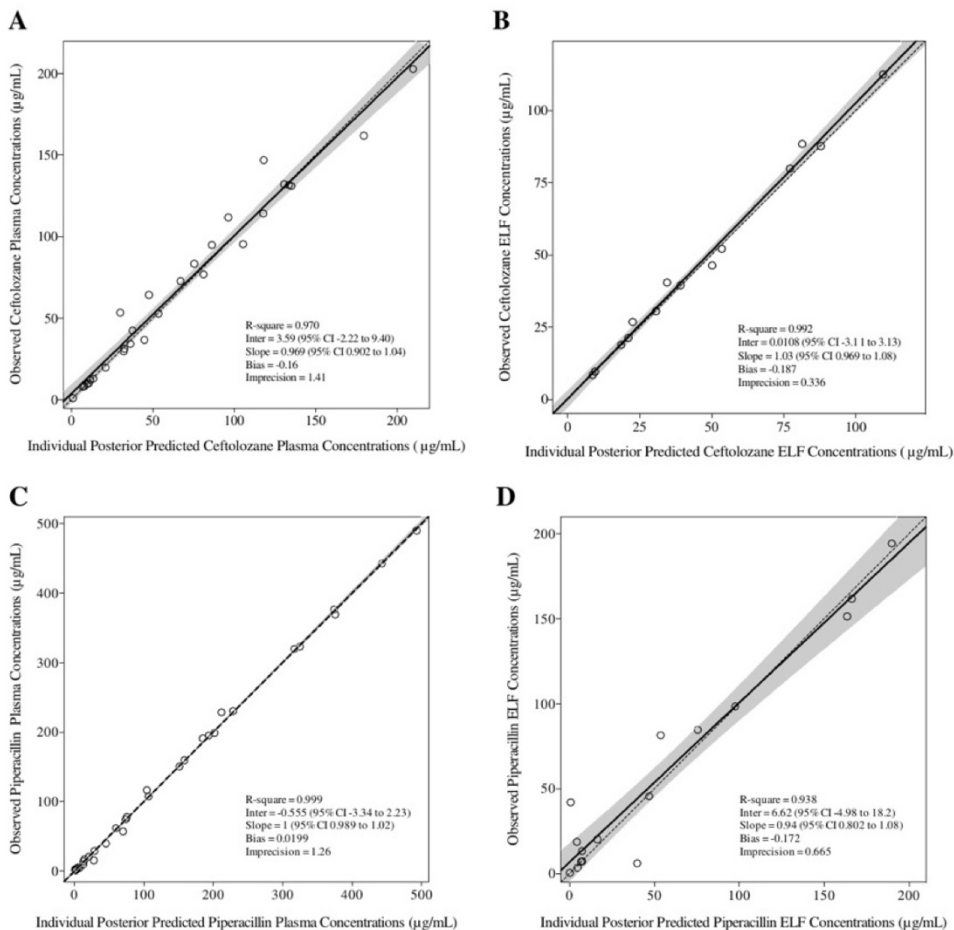 A
Observed Ceftolozane Plasma Concentrations (µg/mL)
200
150
100
50
0
R-square = 0.970
Inter = 3.59 (95% CI -2.22 to 9.40)
Slope = 0.969 (95% CI 0.902 to 1.04)
Bias = -0.16
Imprecision = 1.41
0 50 100 150 200
Individual Posterior Predicted Ceftolozane Plasma Concentrations (µg/mL)
B
Observed Ceftolozane ELF Concentrations (µg/mL)
100
75
50
25
0
R-square = 0.992
Inter = 0.0108 (95% CI -3.11 to 3.13)
Slope = 1.03 (95% CI 0.969 to 1.08)
Bias = -0.187
Imprecision = 0.336
0 25 50 75 100
Individual Posterior Predicted Ceftolozane ELF Concentrations (µg/mL)
C
Observed Piperacillin Plasma Concentrations (µg/mL)
500
400
300
200
100
0
R-square = 0.999
Inter = -0.555 (95% CI -3.34 to 2.23)
Slope = 1 (95% CI 0.989 to 1.02)
Bias = 0.0199
Imprecision = 1.26
0 100 200 300 400 500
Individual Posterior Predicted Piperacillin Plasma Concentrations (µg/mL)
D
Observed Piperacillin ELF Concentrations (µg/mL)
200
150
100
50
0
R-square = 0.938
Inter = 6.62 (95% CI -4.98 to 18.2)
Slope = 0.94 (95% CI 0.802 to 1.08)
Bias = -0.172
Imprecision = 0.665
0 50 100 150 200
Individual Posterior Predicted Piperacillin ELF Concentrations (µg/mL)